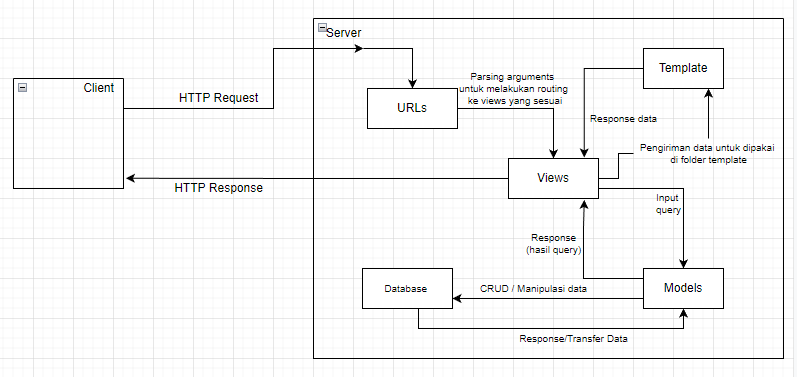 Server
Client
HTTP Request
URLs
Parsing arguments
untuk melakukan routing
ke views yang sesuai
Template
Response data
Pengiriman data untuk dipakai
di folder template
Views
HTTP Response
Input
query
Response
(hasil query)
Database
CRUD / Manipulasi data
Models
Response/Transfer Data